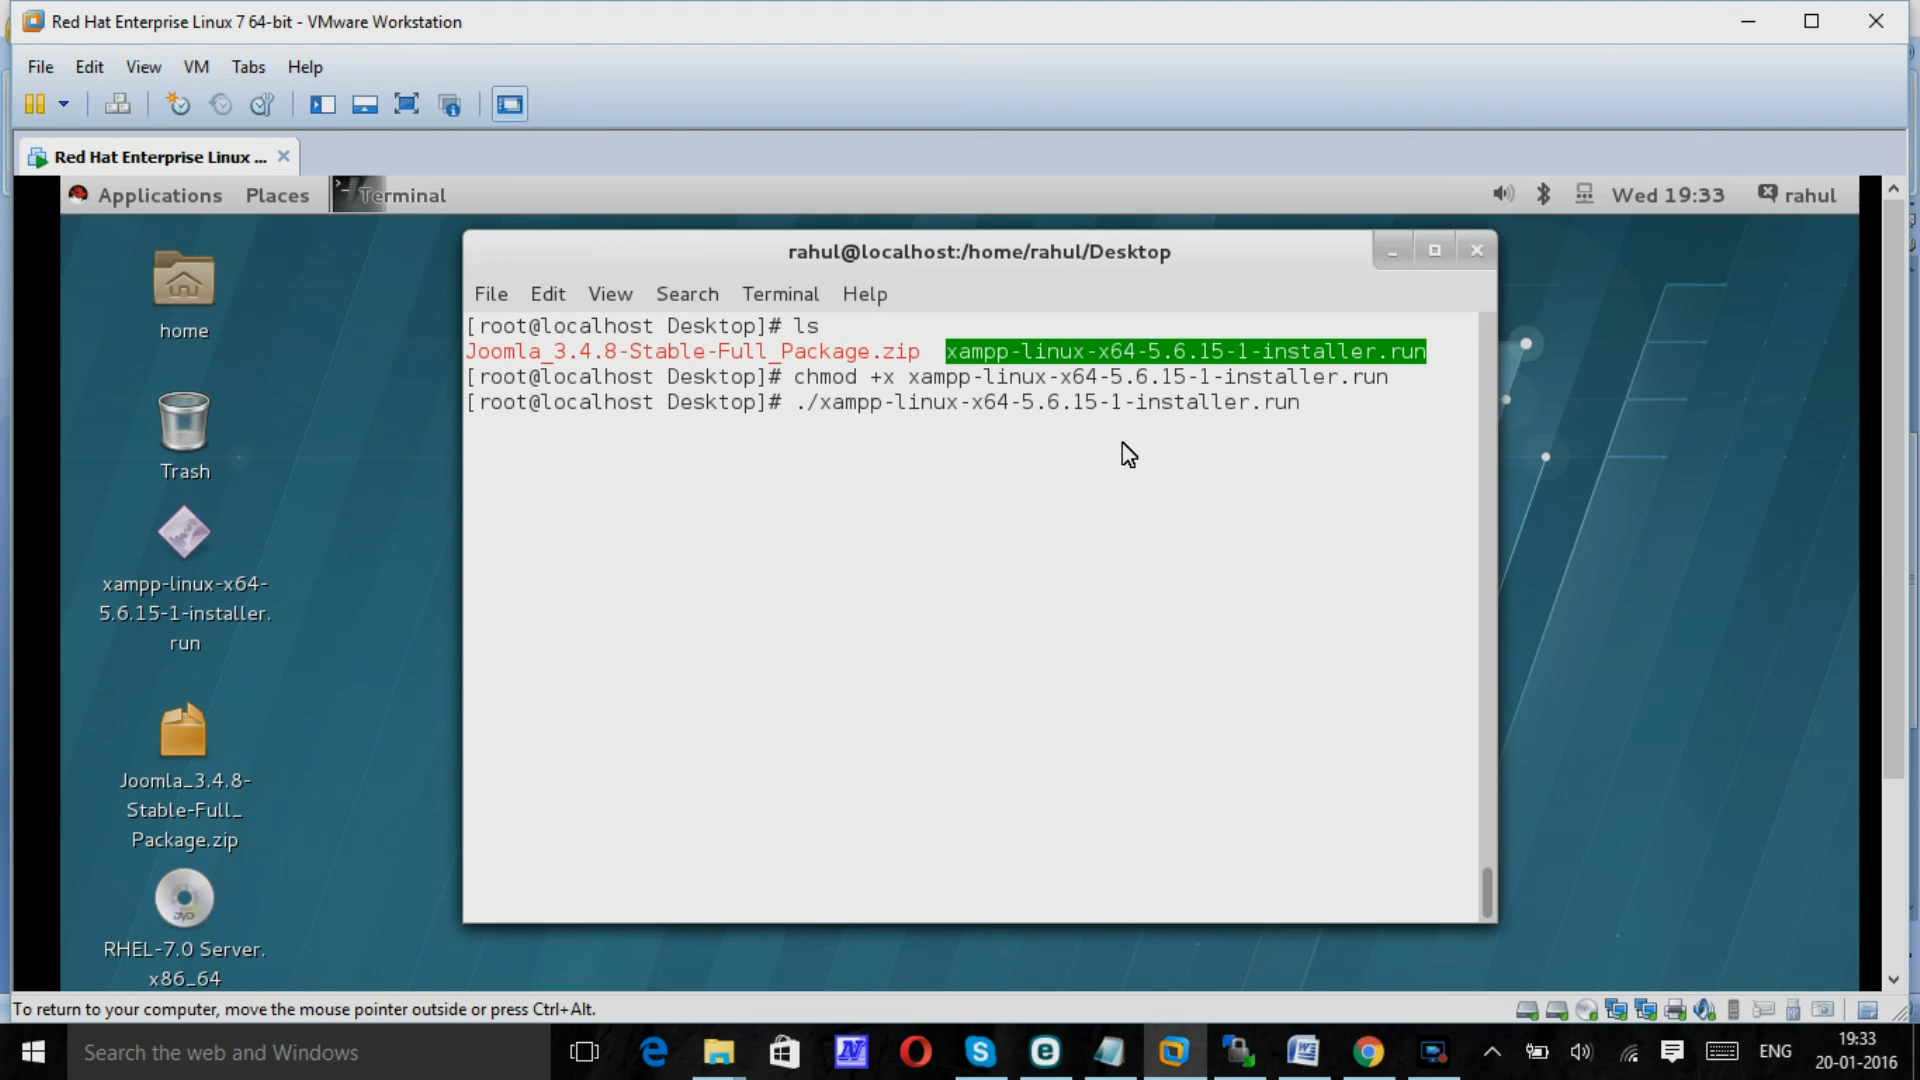 Red Hat Enterprise Linux 7 64-bit - VMware Workstation
File Edit View VM Tabs Help
Red Hat Enterprise Linux ...
Applications Places Terminal Wed 19:33 rahul
rahul@localhost:/home/rahul/Desktop
File Edit View Search Terminal Help
[root@localhost Desktop]# ls
Joomla_3.4.8-Stable-Full_Package.zip xampp-linux-x64-5.6.15-1-installer.run
[root@localhost Desktop]# chmod +x xampp-linux-x64-5.6.15-1-installer.run
[root@localhost Desktop]# ./xampp-linux-x64-5.6.15-1-installer.run
home
Trash
xampp-linux-x64-
5.6.15-1-installer.
run
Joomla_3.4.8-
Stable-Full_
Package.zip
DVD
RHEL-7.0 Server.
x86_64
To return to your computer, move the mouse pointer outside or press Ctrl+Alt.
Search the web and Windows
ENG
19:33
20-01-2016